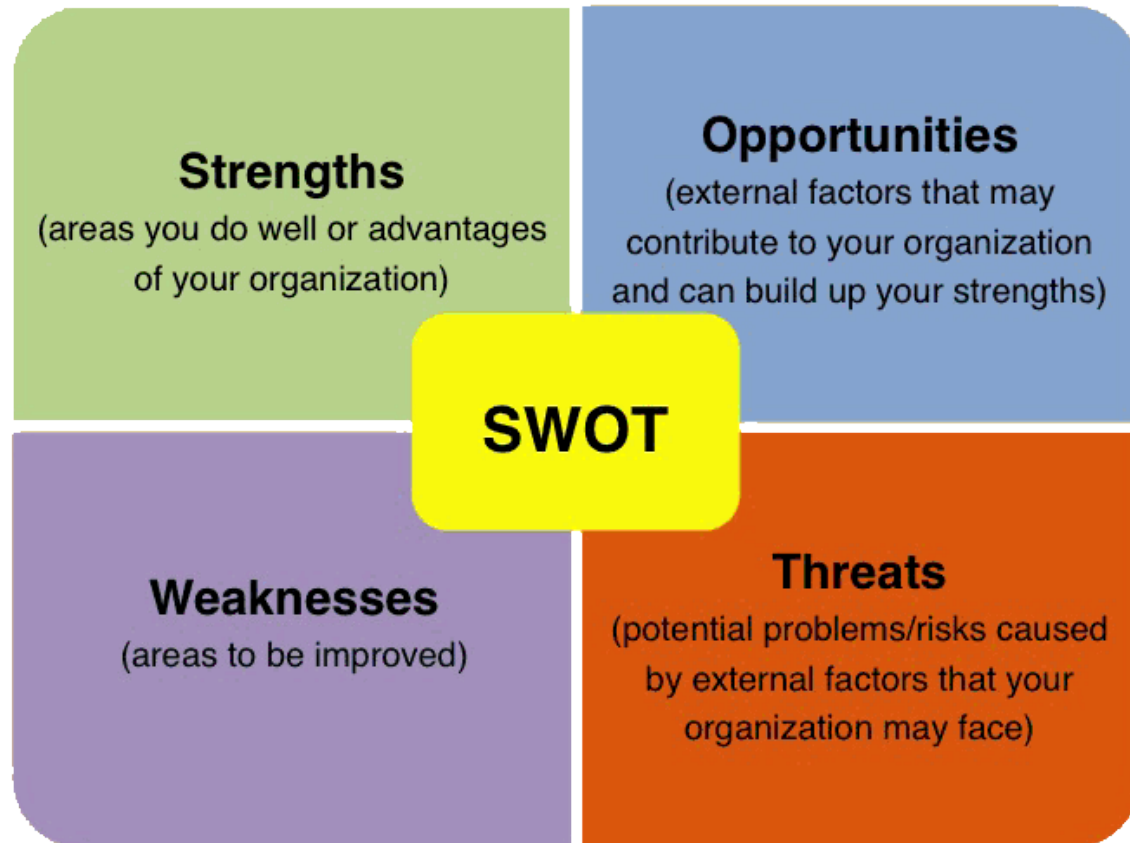 Strengths
(areas you do well or advantages
of your organization)
Opportunities
(external factors that may
contribute to your organization
and can build up your strengths)
SWOT
Weaknesses
(areas to be improved)
Threats
(potential problems/risks caused
by external factors that your
organization may face)